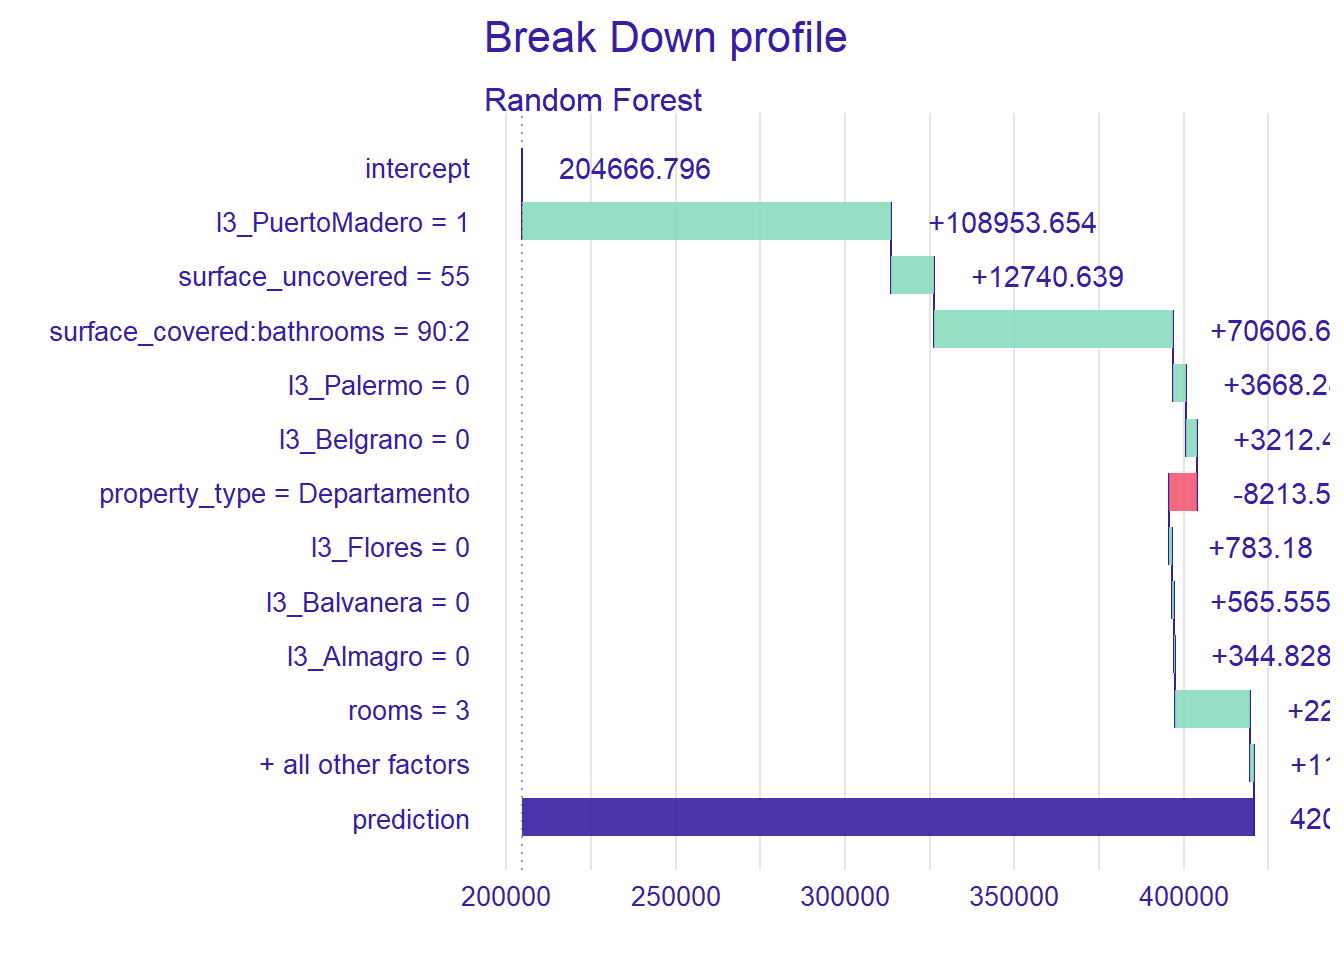 Break Down profile
Random Forest
intercept 204666.796
l3_PuertoMadero = 1 +108953.654
surface_uncovered = 55 +12740.639
surface_covered:bathrooms = 90:2 +70606.6
l3_Palermo = 0 +3668.2
l3_Belgrano = 0 +3212.4
property_type = Departamento -8213.5
l3_Flores = 0 +783.18
l3_Balvanera = 0 +565.555
l3_Almagro = 0 +344.828
rooms = 3 +22
+ all other factors +11
prediction 420
200000 250000 300000 350000 400000